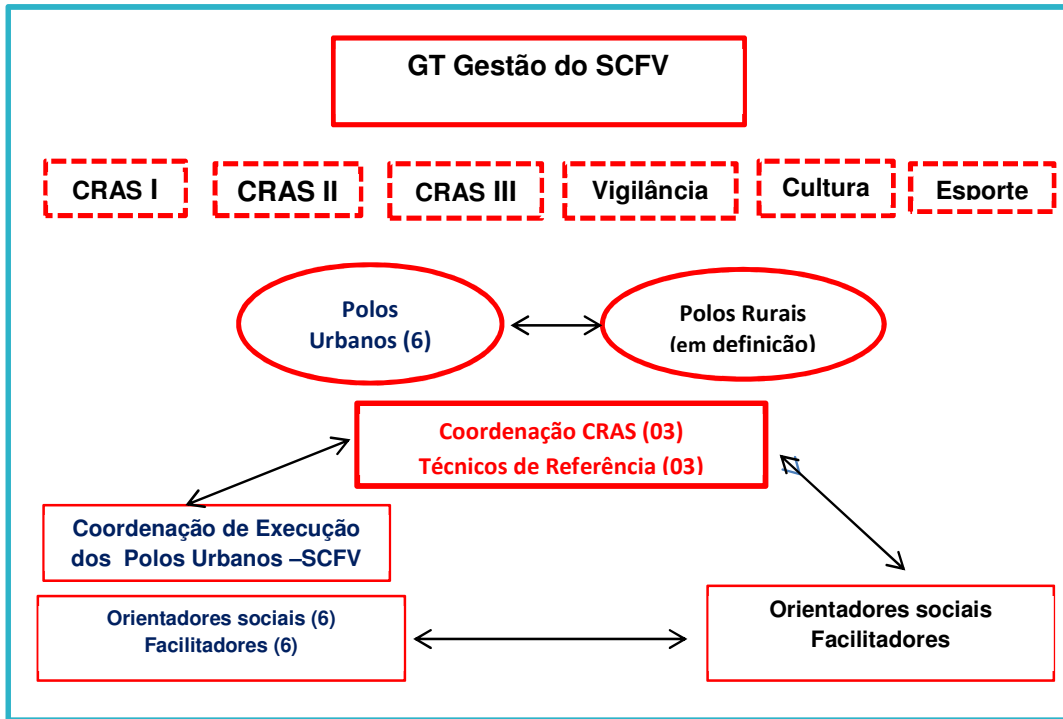 GT Gestão do SCFV
CRAS I
CRAS II
CRAS III
Vigilância
Cultura
Esporte
Polos
Urbanos (6)
Polos Rurais
(em definicão)
Coordenação CRAS (03)
Técnicos de Referência (03)
Coordenação de Execução
dos Polos Urbanos –SCFV
Orientadores sociais (6)
Facilitadores (6)
Orientadores sociais
Facilitadores